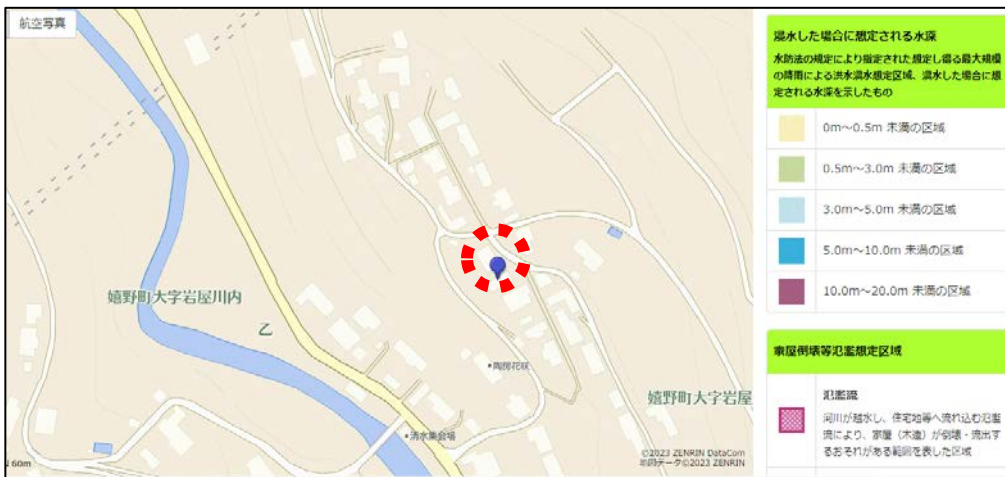 航空写真
嬉野町大字岩屋川内
乙
•陶房花咲
嬉野町大字岩屋
•清水集会場
60m
©2023 ZENRIN DataCom
地図データ©2023 ZENRIN
浸水した場合に想定される水深
水防法の規定により指定された想定し得る最大規模
の降雨による洪水浸水想定区域、浸水した場合に想
定される水深を示したもの
0m～0.5m 未満の区域
0.5m～3.0m 未満の区域
3.0m～5.0m 未満の区域
5.0m～10.0m 未満の区域
10.0m～20.0m 未満の区域
家屋倒壊等氾濫想定区域
氾濫流
河川が越水し、住宅地等へ流れ込む氾濫
流により、家屋（木造）が倒壊・流出す
るおそれがある範囲を表した区域